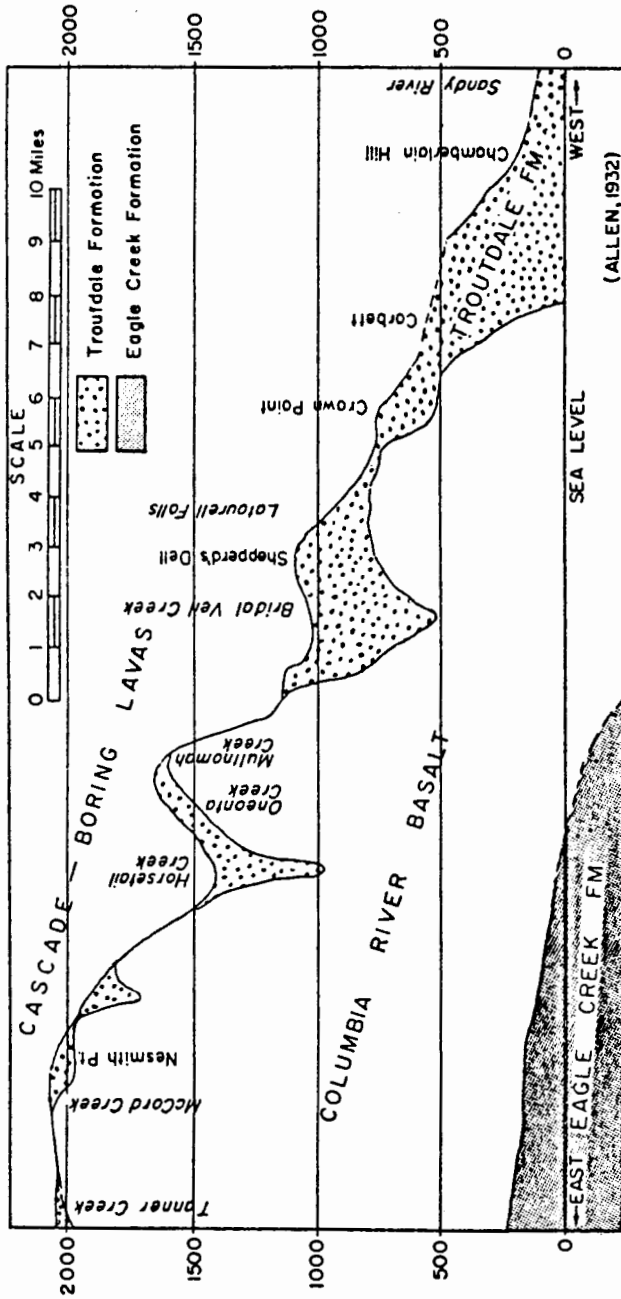 SCALE
0 1 2 3 4 5 6 7 8 9 10 Miles
Troutdale Formation
Eagle Creek Formation
2000
1500
1000
500
0
2000
1500
1000
500
0
CASCADE – BORING LAVAS
Tanner Creek
McCord Creek
Nesmith Pt.
Horsetail
Creek
Oneonta
Creek
Multnomah
Creek
Bridal Veil Creek
Shepperd's Dell
Latourell Falls
Crown Point
Corbett
Chamberlain Hill
Sandy River
TROUTDALE FM
COLUMBIA RIVER BASALT
EAST
EAGLE CREEK FM
SEA LEVEL
WEST
(ALLEN, 1932)